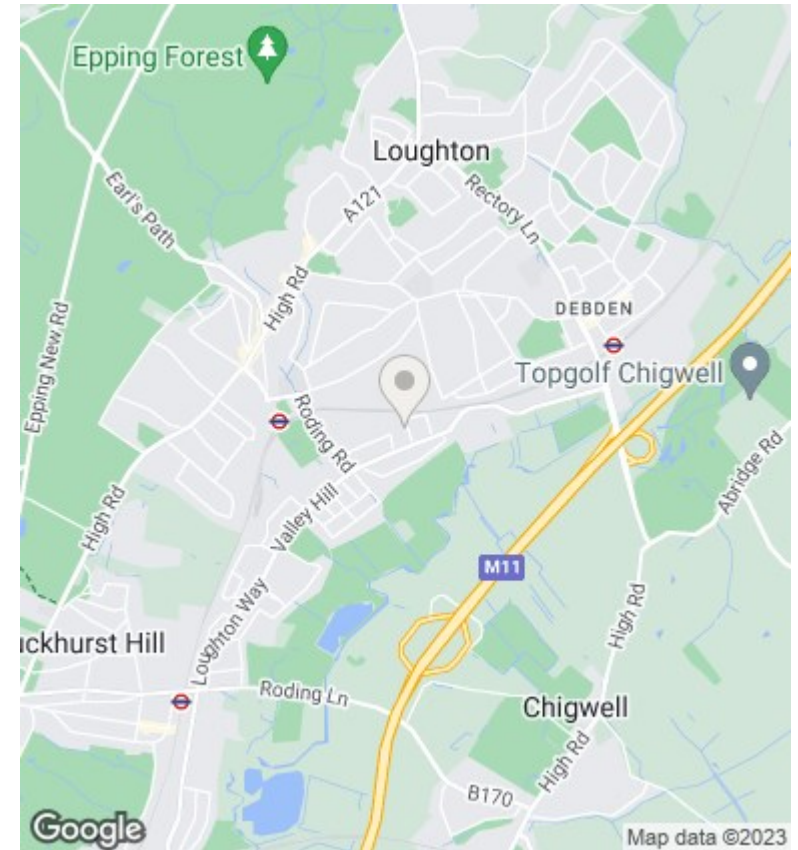 Epping Forest
Loughton
Earl's Path
A121
Rectory Ln
High Rd
DEBDEN
Epping New Rd
Topgolf Chigwell
Roding Rd
Abridge Rd
High Rd
Valley Hill
M11
High Rd
uckhurst Hill
Loughton Way
Roding Ln
Chigwell
High Rd
B170
Google
Map data ©2023